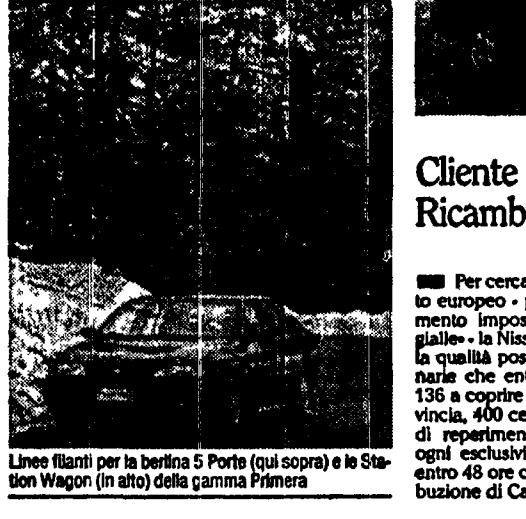 Linee filanti per la berlina 5 Porte (qui sopra) e le Sta-
tion Wagon (in alto) della gamma Primera
Cliente
Ricamb
Per cerca
to europeo - p
mento impos
gialle» - la Niss
la qualità pos
narie che ent
136 a coprire
vincia, 400 ce
di reperimen
ogni esclusivi
entro 48 ore d
buzione di Ca